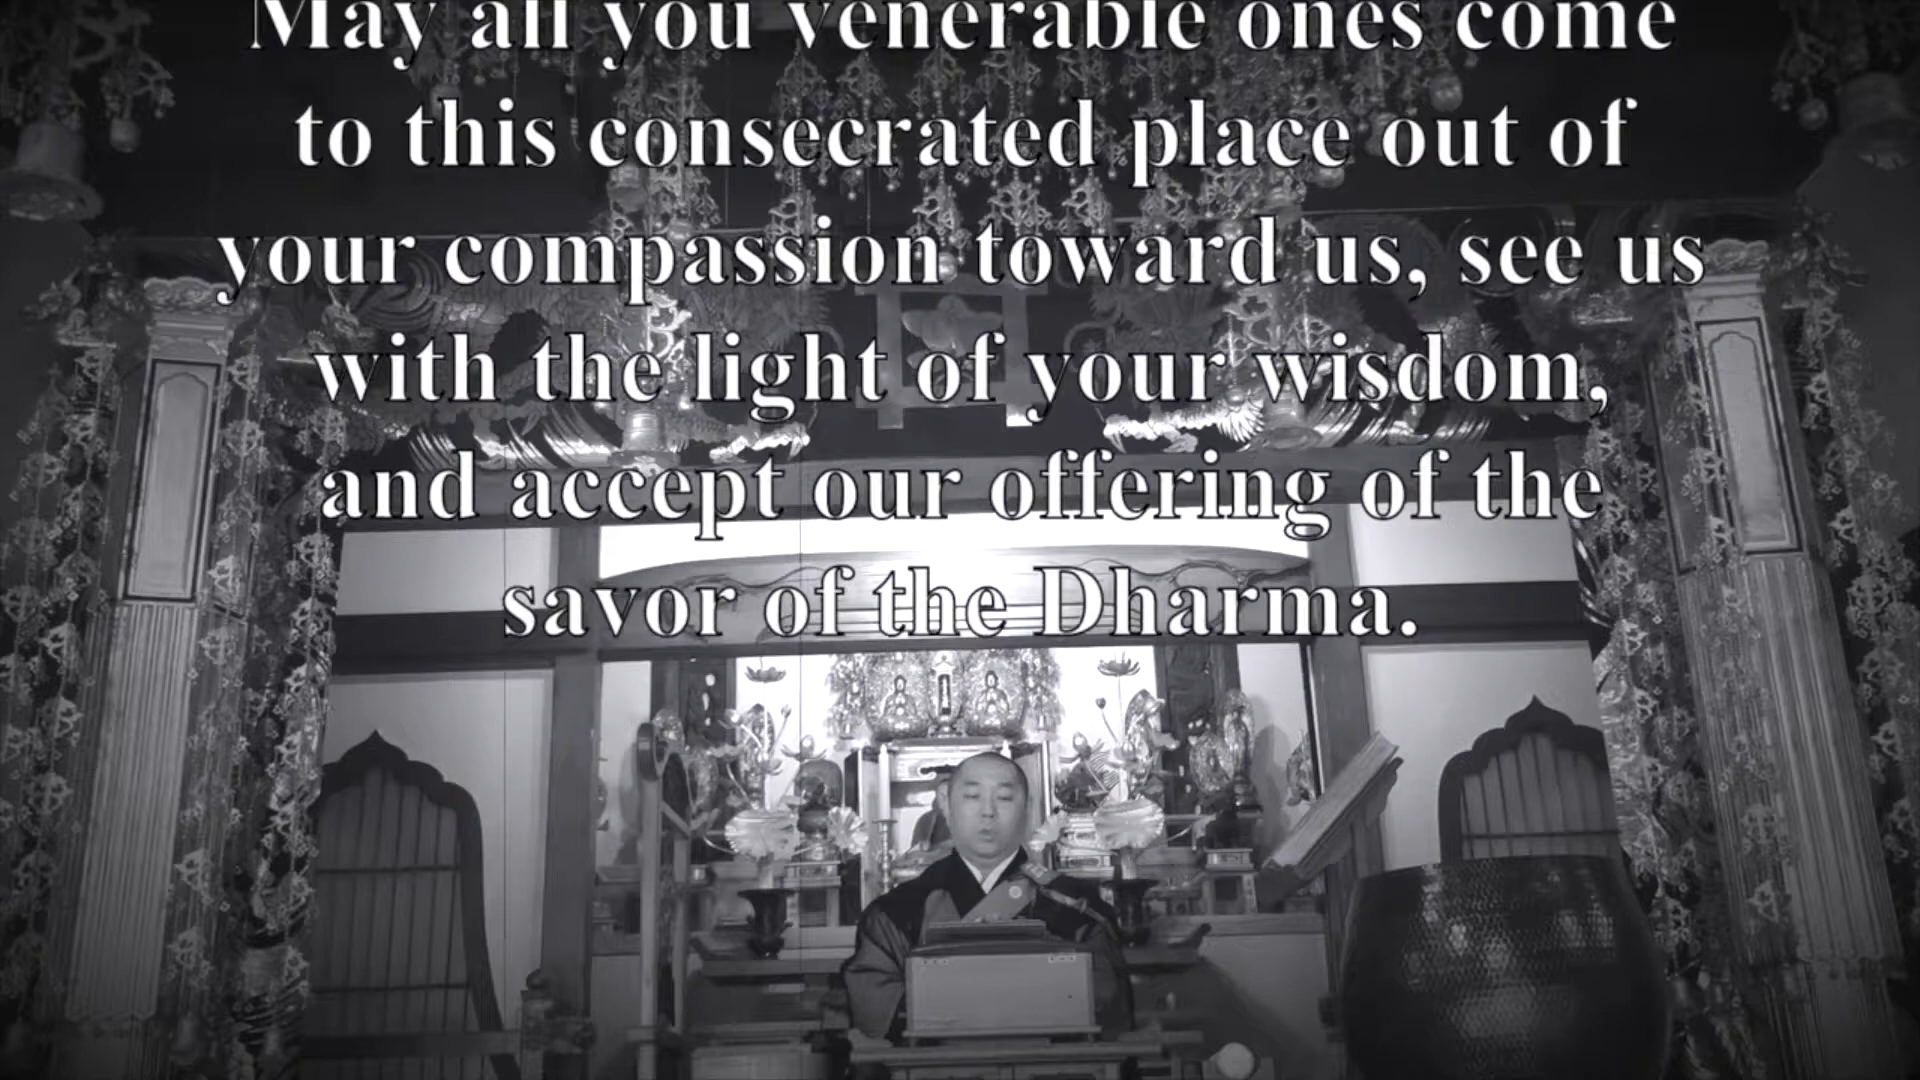 May all you venerable ones come
to this consecrated place out of
your compassion toward us, see us
with the light of your wisdom,
and accept our offering of the
savor of the Dharma.